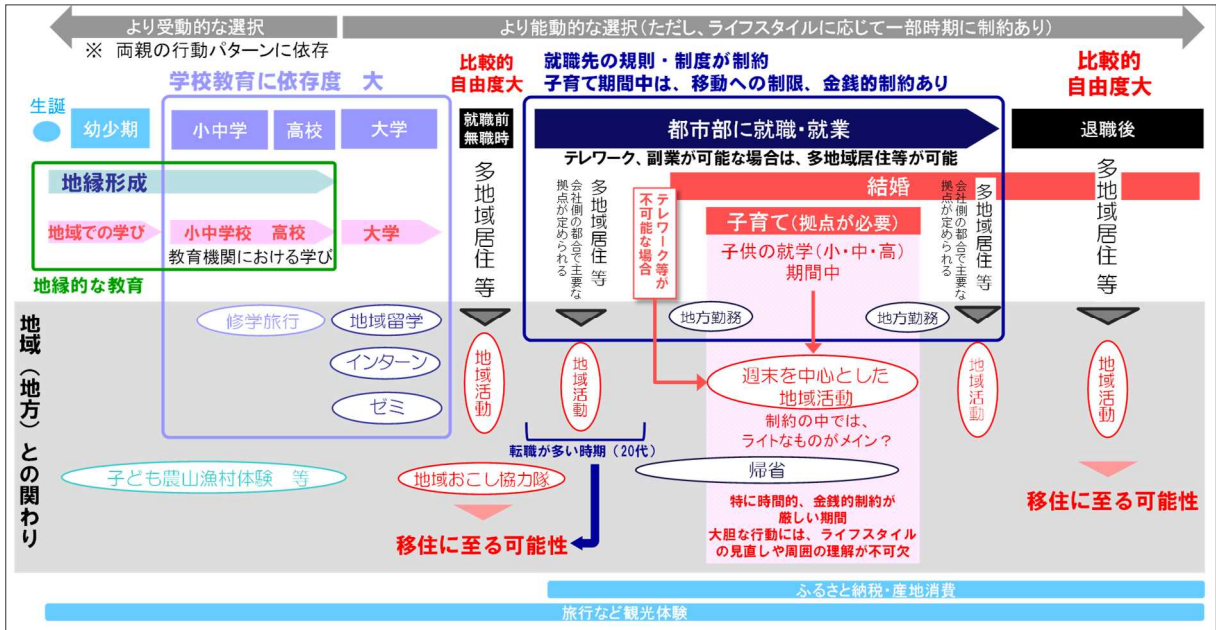 より受動的な選択
より能動的な選択(ただし、ライフスタイルに応じて一部時期に制約あり)
※ 両親の行動パターンに依存
学校教育に依存度 大
比較的
自由度大
就職先の規則・制度が制約
子育て期間中は、移動への制限、金銭的制約あり
比較的
自由度大
生誕
幼少期
小中学
高校
大学
就職前
無職時
都市部に就職・就業
退職後
テレワーク、副業が可能な場合は、多地域居住等が可能
地縁形成
結婚
地域での学び
小中学校 高校
大学
教育機関における学び
地縁的な教育
多地域居住 等
多地域居住 等
会社側の都合で主要な
拠点が定められる
テレワーク等が
不可能な場合
子育て(拠点が必要)
子供の就学(小・中・高)
期間中
多地域居住 等
会社側の都合で主要な
拠点が定められる
多地域居住 等
地域(地方)との関わり
修学旅行
地域留学
インターン
ゼミ
地方勤務
地方勤務
地域活動
地域活動
週末を中心とした
地域活動
地域活動
地域活動
制約の中では、
ライトなものがメイン?
転職が多い時期(20代)
子ども農山漁村体験 等
地域おこし協力隊
帰省
移住に至る可能性
特に時間的、金銭的制約が
厳しい期間
大胆な行動には、ライフスタイル
の見直しや周囲の理解が不可欠
移住に至る可能性
ふるさと納税・産地消費
旅行など観光体験